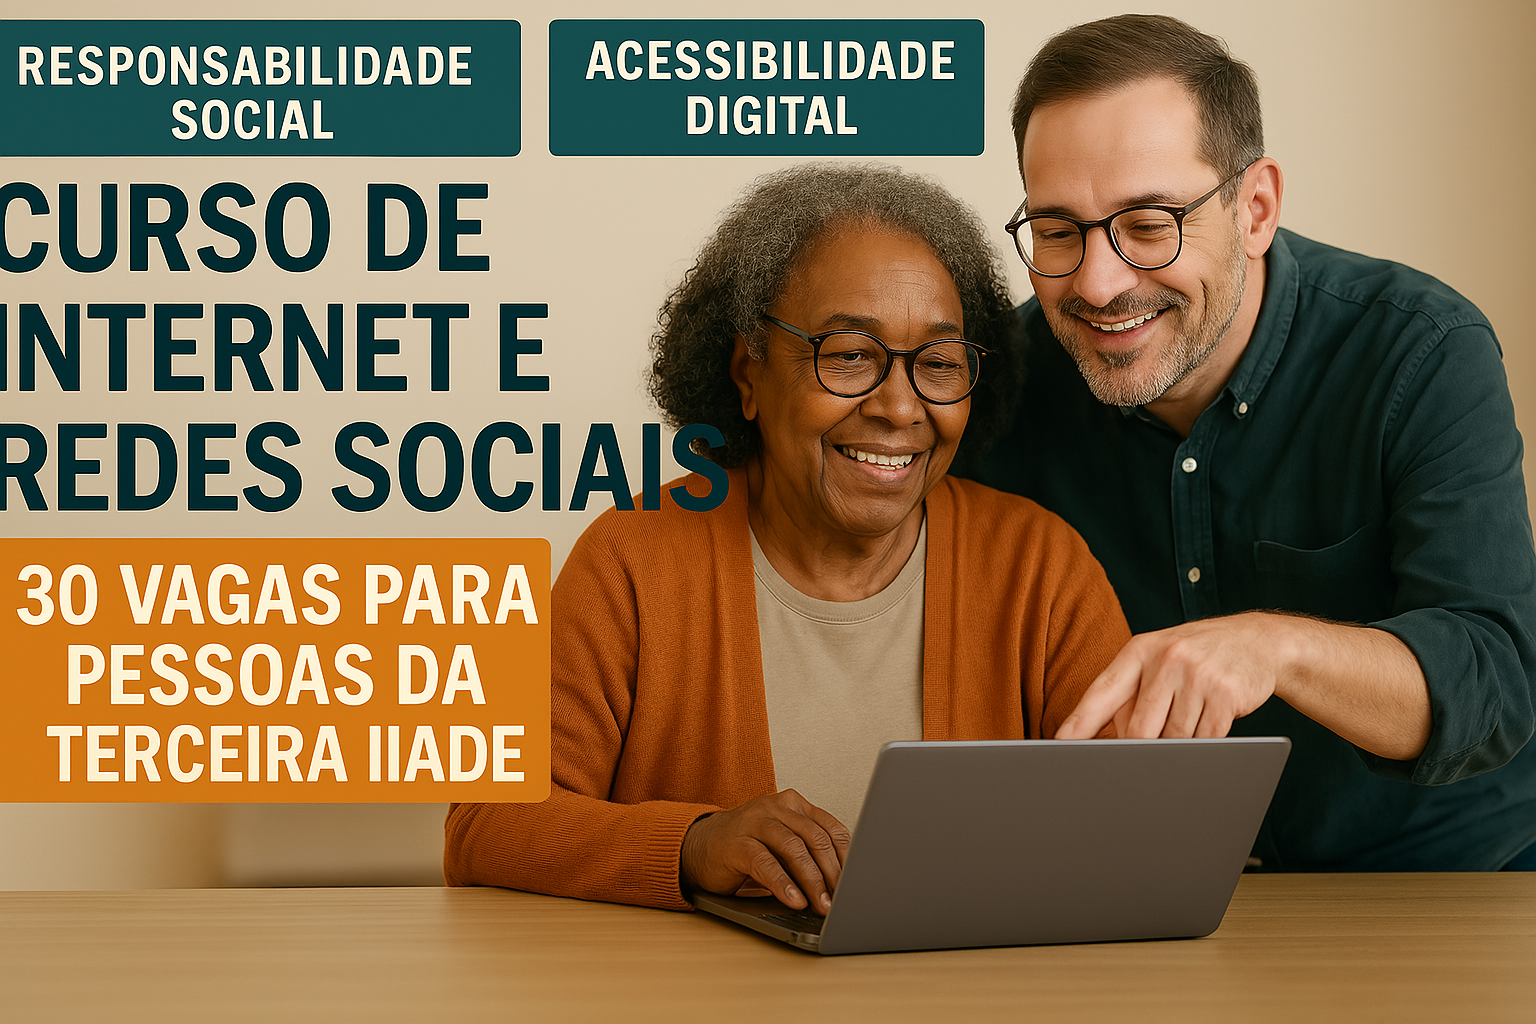 RESPONSABILIDADE
SOCIAL
ACESSIBILIDADE
DIGITAL
CURSO DE
INTERNET E
REDES SOCIAIS
30 VAGAS PARA
PESSOAS DA
TERCEIRA IIADE